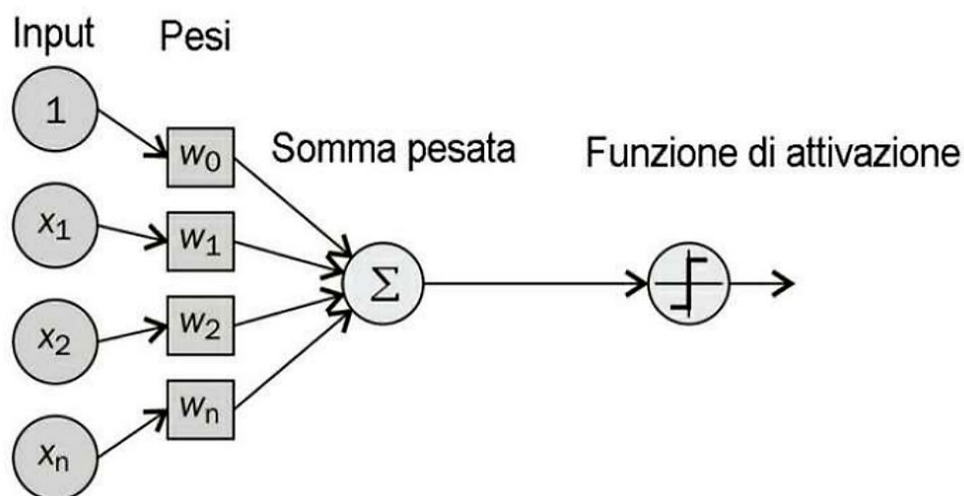 Input Pesi
1
w0
Somma pesata
Funzione di attivazione
x1
w1
Σ
x2
w2
xn
wn